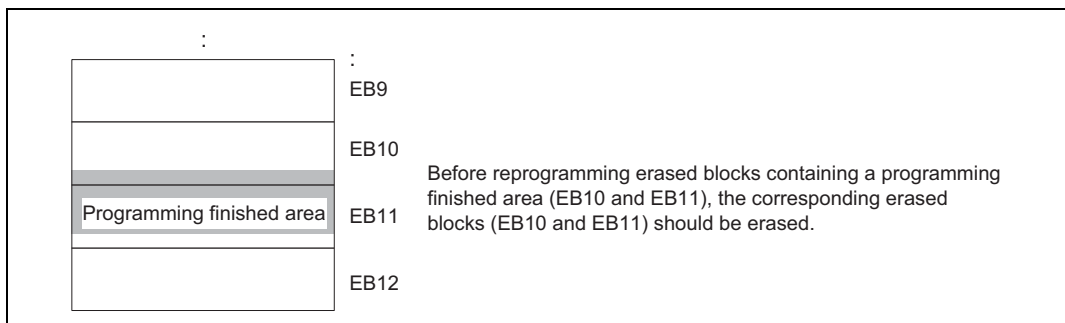 :
:
EB9
EB10
Before reprogramming erased blocks containing a programming
finished area (EB10 and EB11), the corresponding erased
blocks (EB10 and EB11) should be erased.
Programming finished area
EB11
EB12